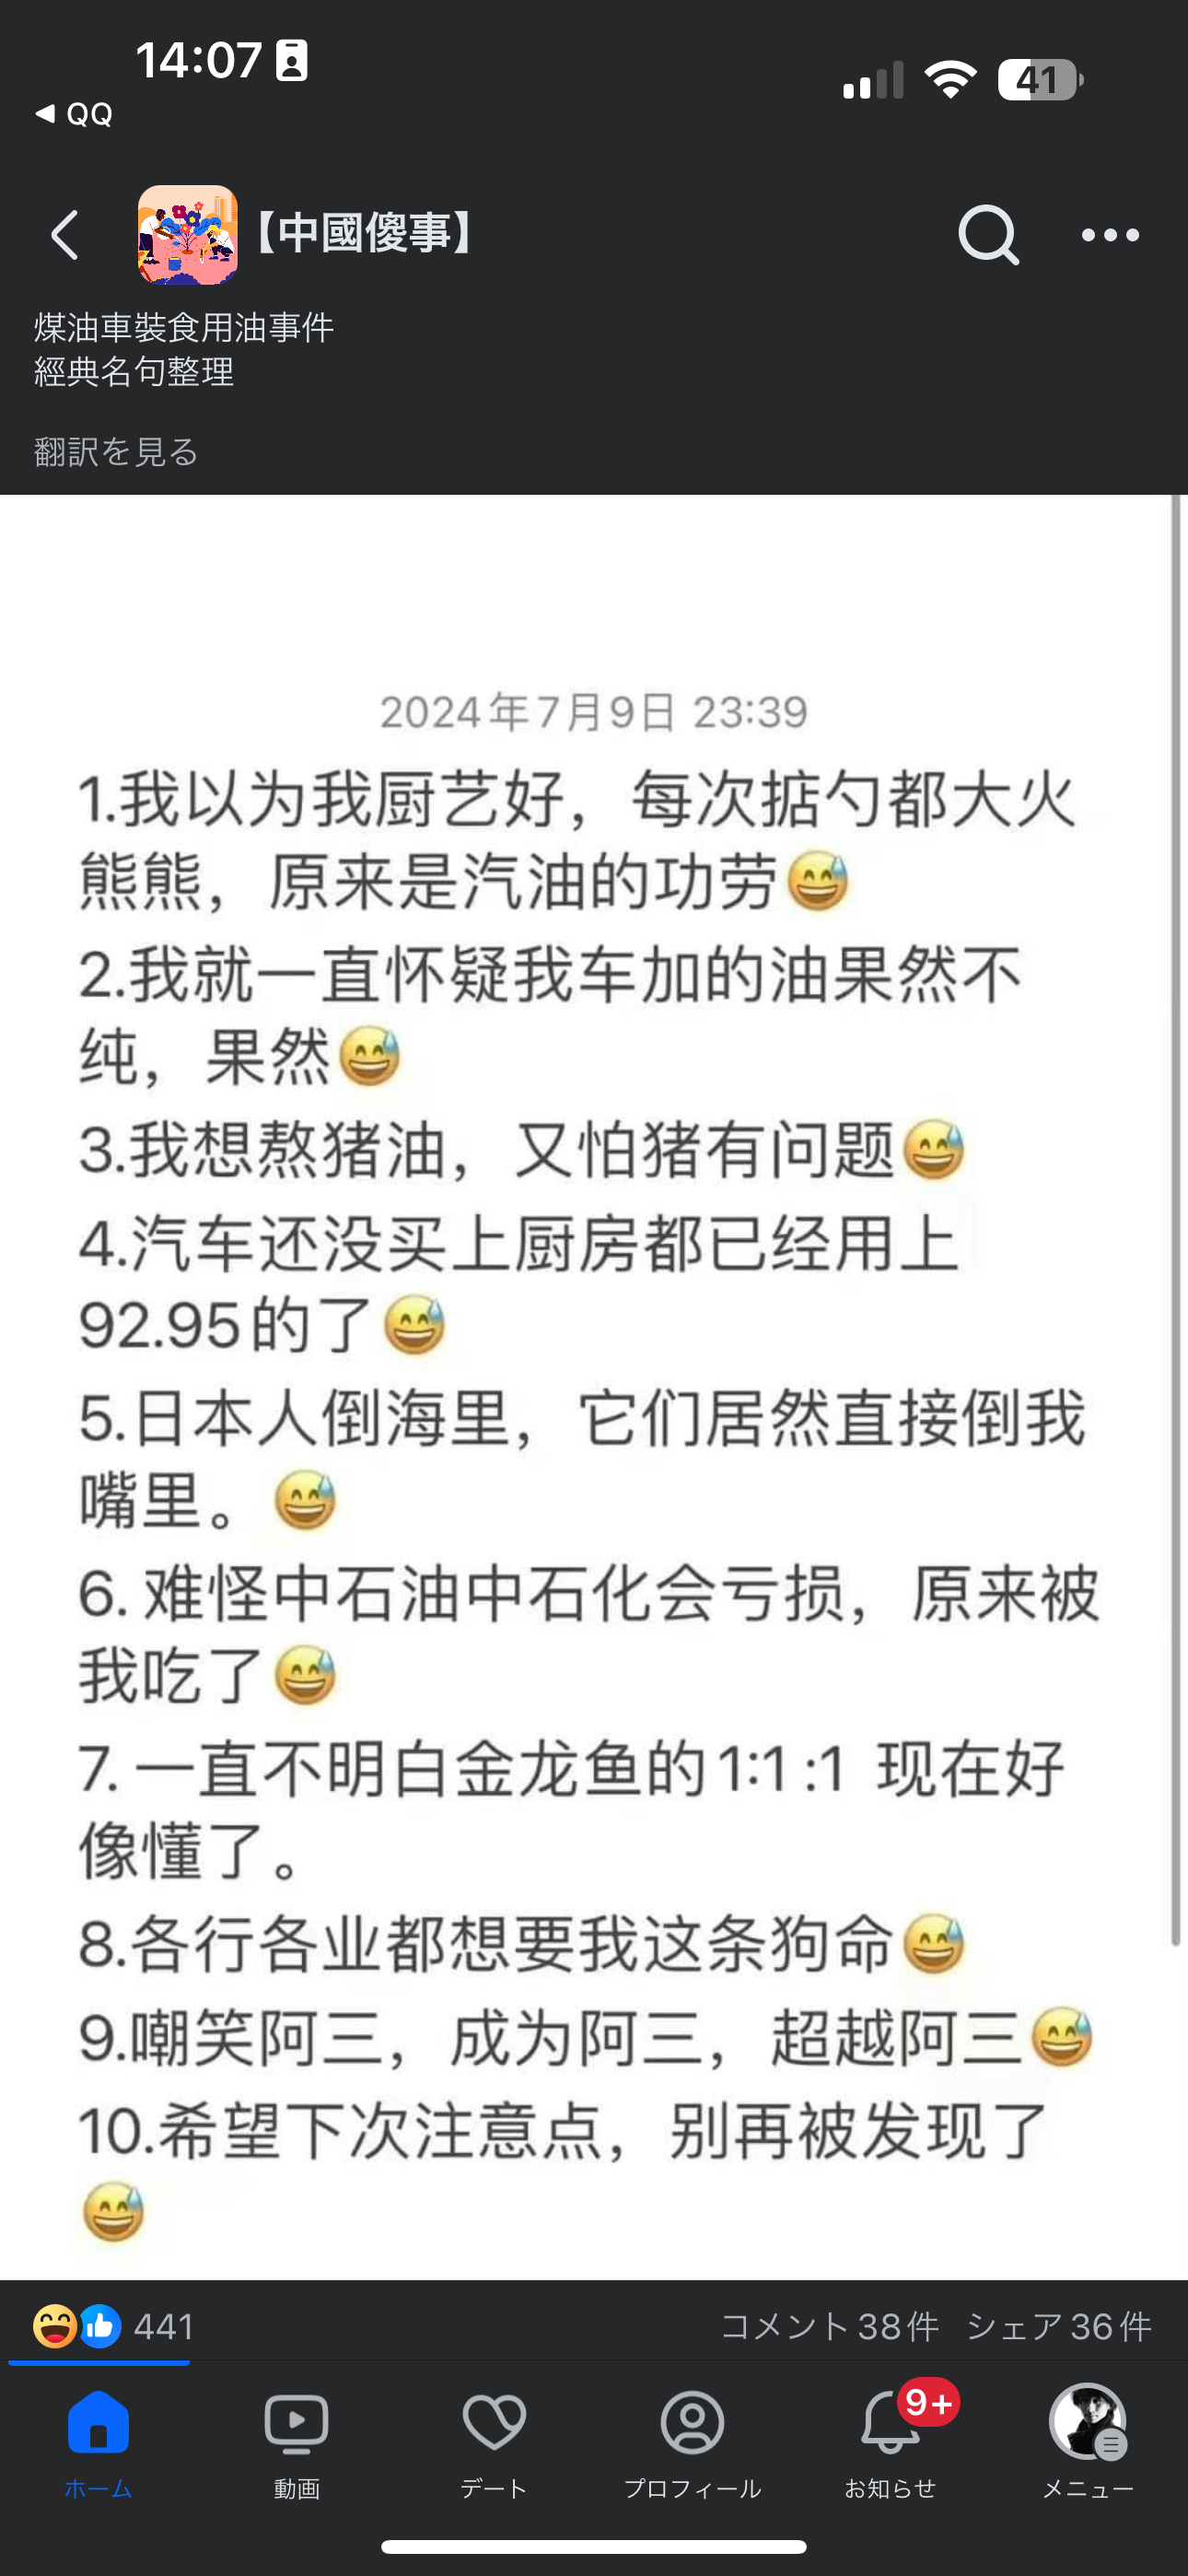 14:07
QQ
【中國傻事】
煤油車裝食用油事件
經典名句整理
翻訳を見る
2024年7月9日 23:39
1.我以为我厨艺好，每次掂勺都大火
熊熊，原来是汽油的功劳😅
2.我就一直怀疑我车加的油果然不
纯，果然😅
3.我想熬猪油，又怕猪有问题😅
4.汽车还没买上厨房都已经用上
92.95的了😅
5.日本人倒海里，它们居然直接倒我
嘴里。😅
6. 难怪中石油中石化会亏损，原来被
我吃了😅
7. 一直不明白金龙鱼的1:1 :1 现在好
像懂了。
8.各行各业都想要我这条狗命😅
9.嘲笑阿三，成为阿三，超越阿三😅
10.希望下次注意点，别再被发现了
😅
441 コメント38件 シェア36件
9+
ホーム 動画 デート プロフィール お知らせ メニュー
41